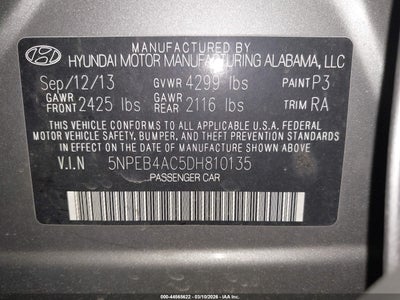 MANUFACTURED BY
HYUNDAI MOTOR MANUFACTURING ALABAMA, LLC
Sep/12/13 GVWR 4299 lbs PAINT P3
GAWR FRONT 2425 lbs GAWR REAR 2116 lbs TRIM RA
THIS VEHICLE CONFORMS TO ALL APPLICABLE U.S.A. FEDERAL
MOTOR VEHICLE SAFETY, BUMPER, AND THEFT PREVENTION STANDARDS
IN EFFECT ON THE DATE OF MANUFACTURE SHOWN ABOVE.
V.I.N 5NPEB4AC5DH810135
PASSENGER CAR
000-44565622 - 03/10/2026 - IAA Inc.